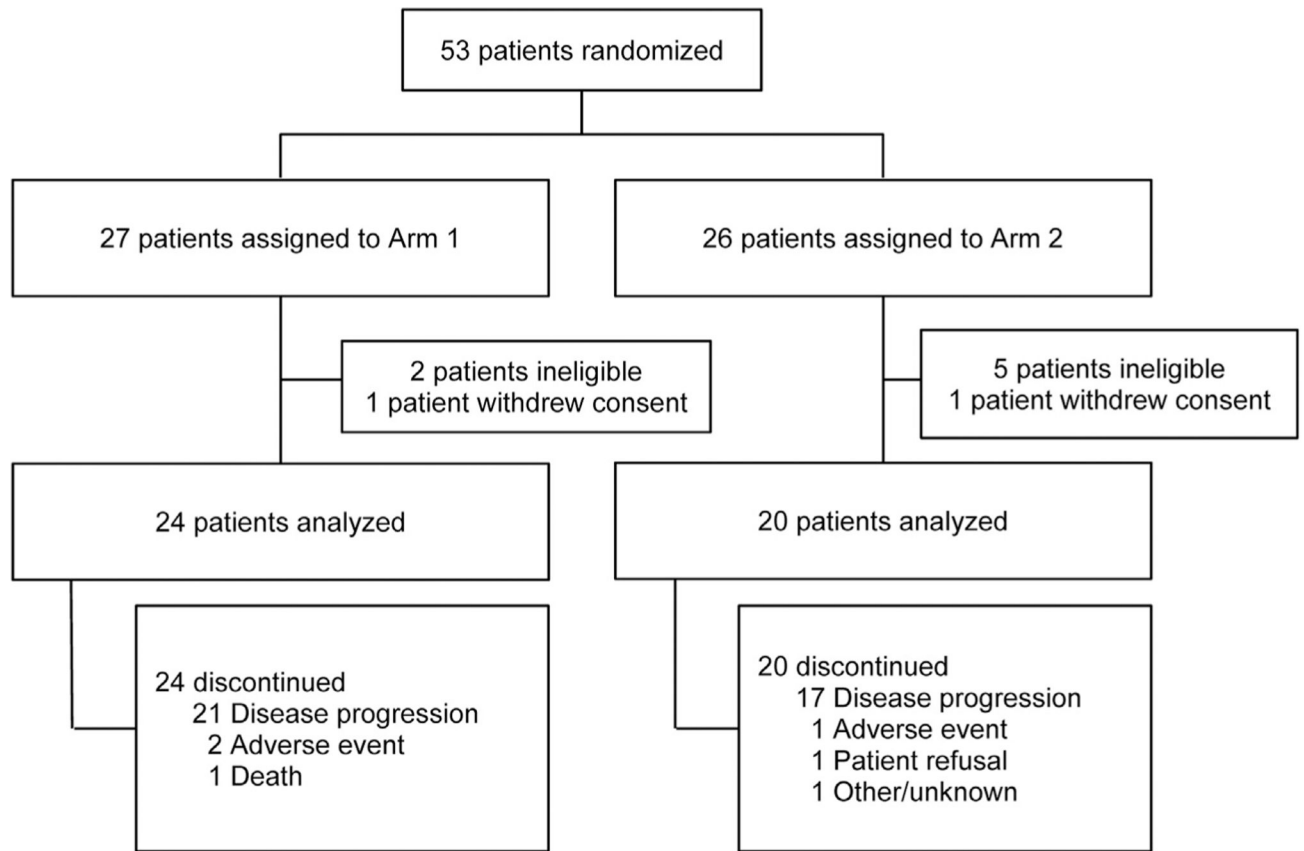 53 patients randomized
27 patients assigned to Arm 1
26 patients assigned to Arm 2
2 patients ineligible
1 patient withdrew consent
5 patients ineligible
1 patient withdrew consent
24 patients analyzed
20 patients analyzed
24 discontinued
21 Disease progression
2 Adverse event
1 Death
20 discontinued
17 Disease progression
1 Adverse event
1 Patient refusal
1 Other/unknown